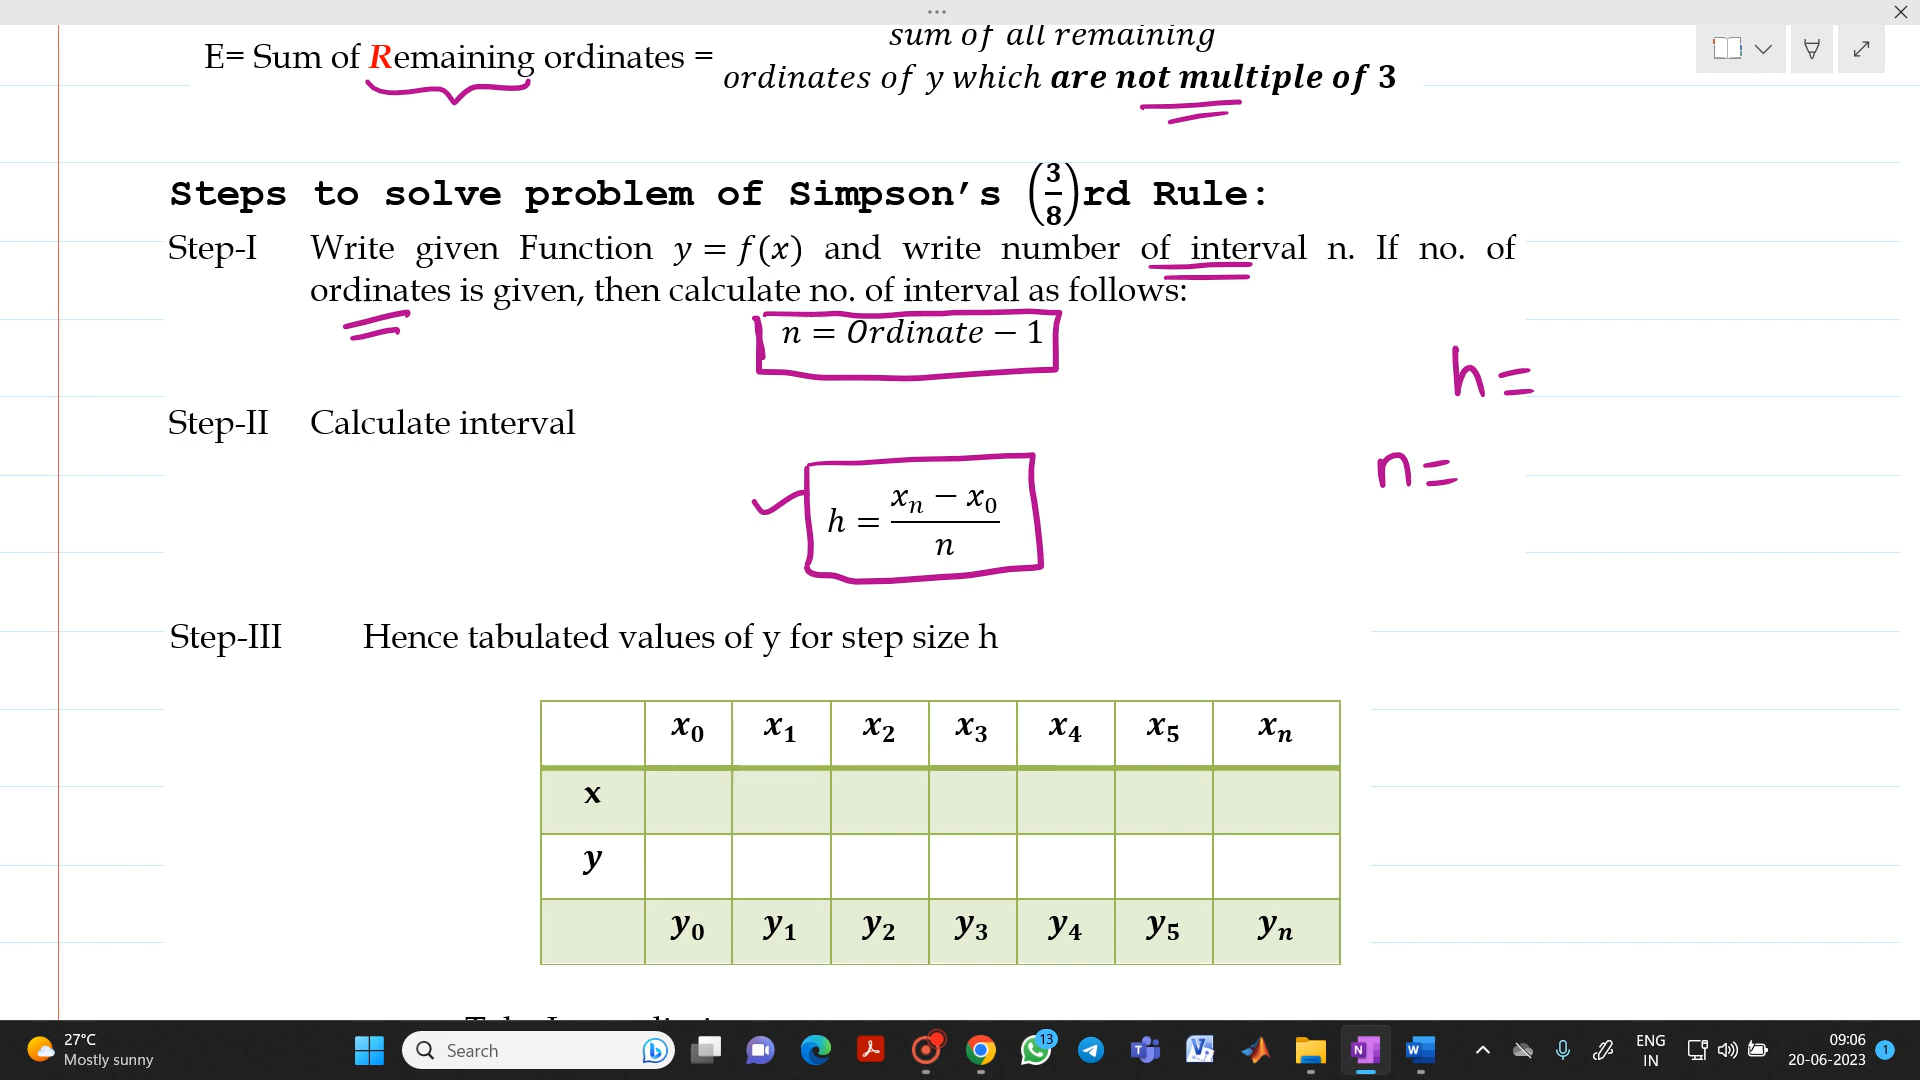 sum of all remaining
E= Sum of Remaining ordinates =
ordinates of y which are not multiple of 3
Steps to solve problem of Simpson's (3/8)rd Rule:
Step-I Write given Function y = f(x) and write number of interval n. If no. of
ordinates is given, then calculate no. of interval as follows:
n = Ordinate − 1
h=
Step-II Calculate interval
n=
h = (xₙ − x₀)/n
Step-III Hence tabulated values of y for step size h
x₀ x₁ x₂ x₃ x₄ x₅ xₙ
x
y
y₀ y₁ y₂ y₃ y₄ y₅ yₙ
27°C
Mostly sunny
Search
13
ENG
IN
09:06
20-06-2023
1